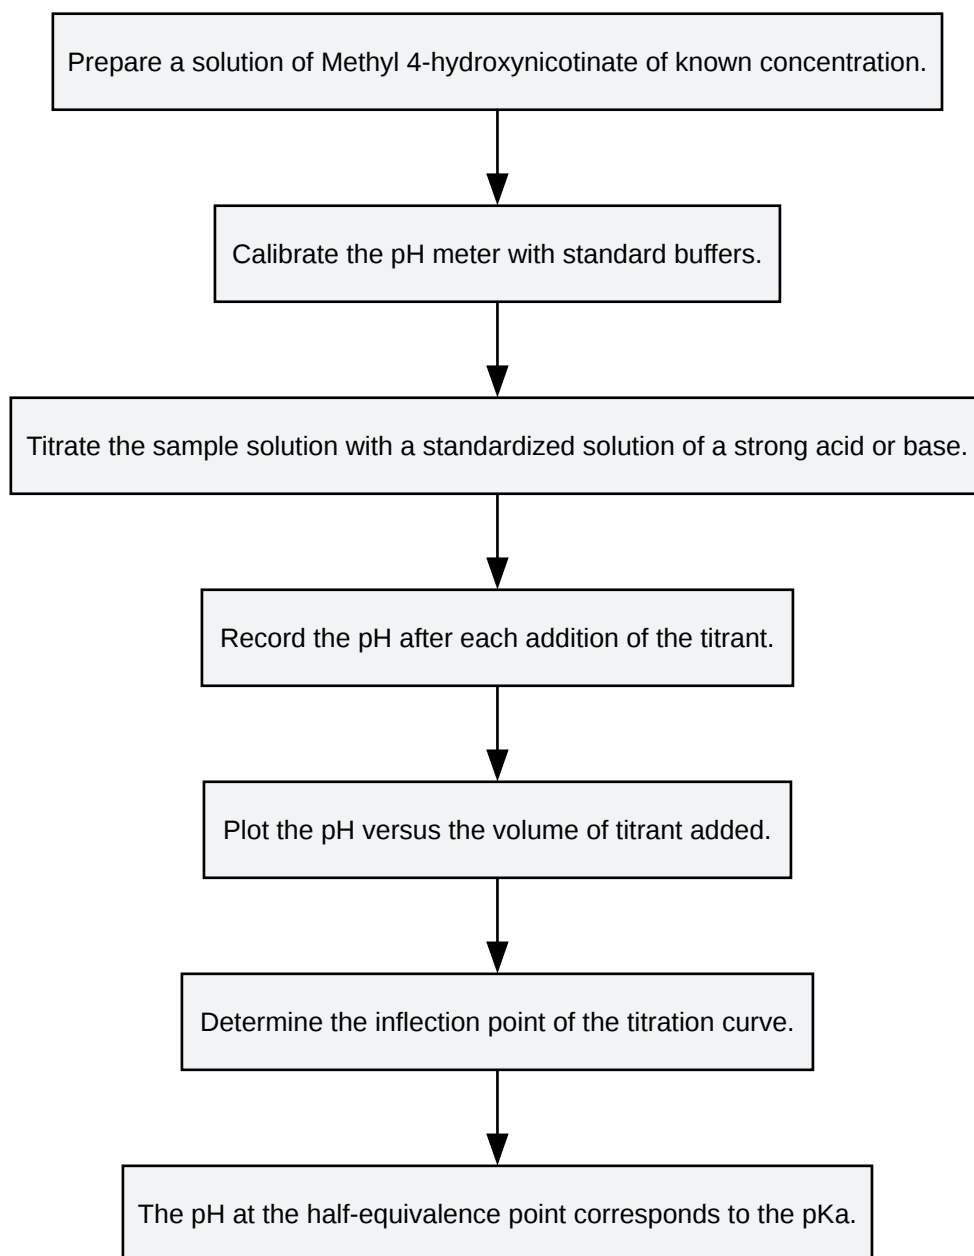 Prepare a solution of Methyl 4-hydroxynicotinate of known concentration.
Calibrate the pH meter with standard buffers.
Titrate the sample solution with a standardized solution of a strong acid or base.
Record the pH after each addition of the titrant.
Plot the pH versus the volume of titrant added.
Determine the inflection point of the titration curve.
The pH at the half-equivalence point corresponds to the pKa.